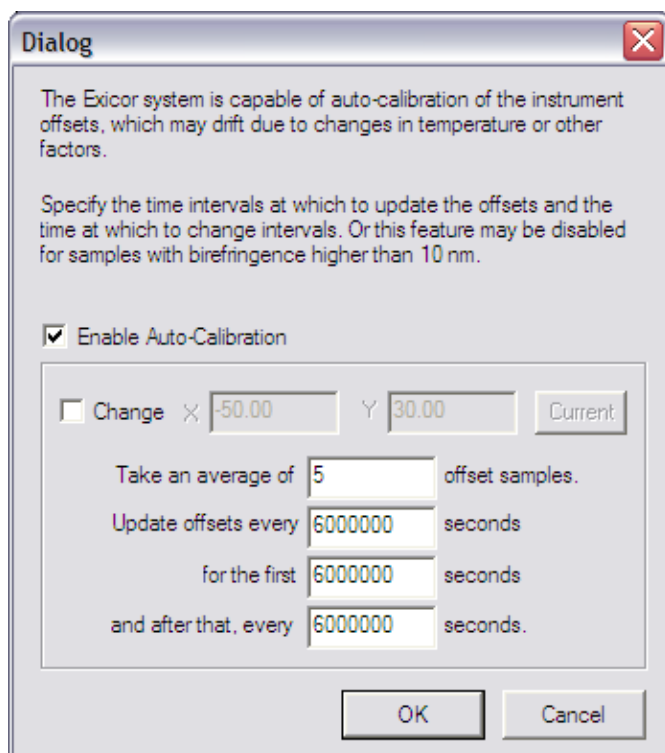 Dialog
The Exicor system is capable of auto-calibration of the instrument
offsets, which may drift due to changes in temperature or other
factors.
Specify the time intervals at which to update the offsets and the
time at which to change intervals. Or this feature may be disabled
for samples with birefringence higher than 10 nm.
Enable Auto-Calibration
Change X -50.00 Y 30.00 Current
Take an average of 5 offset samples.
Update offsets every 6000000 seconds
for the first 6000000 seconds
and after that, every 6000000 seconds.
OK Cancel